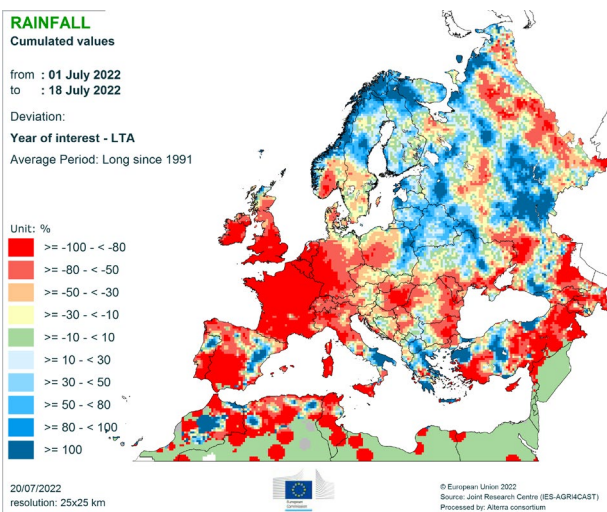 RAINFALL
Cumulated values
from : 01 July 2022
to : 18 July 2022
Deviation:
Year of interest - LTA
Average Period: Long since 1991
Unit: %
>= -100 - < -80
>= -80 - < -50
>= -50 - < -30
>= -30 - < -10
>= -10 - < 10
>= 10 - < 30
>= 30 - < 50
>= 50 - < 80
>= 80 - < 100
>= 100
20/07/2022
resolution: 25x25 km
European
Commission
© European Union 2022
Source: Joint Research Centre (IES-AGRI4CAST)
Processed by: Alterra consortium